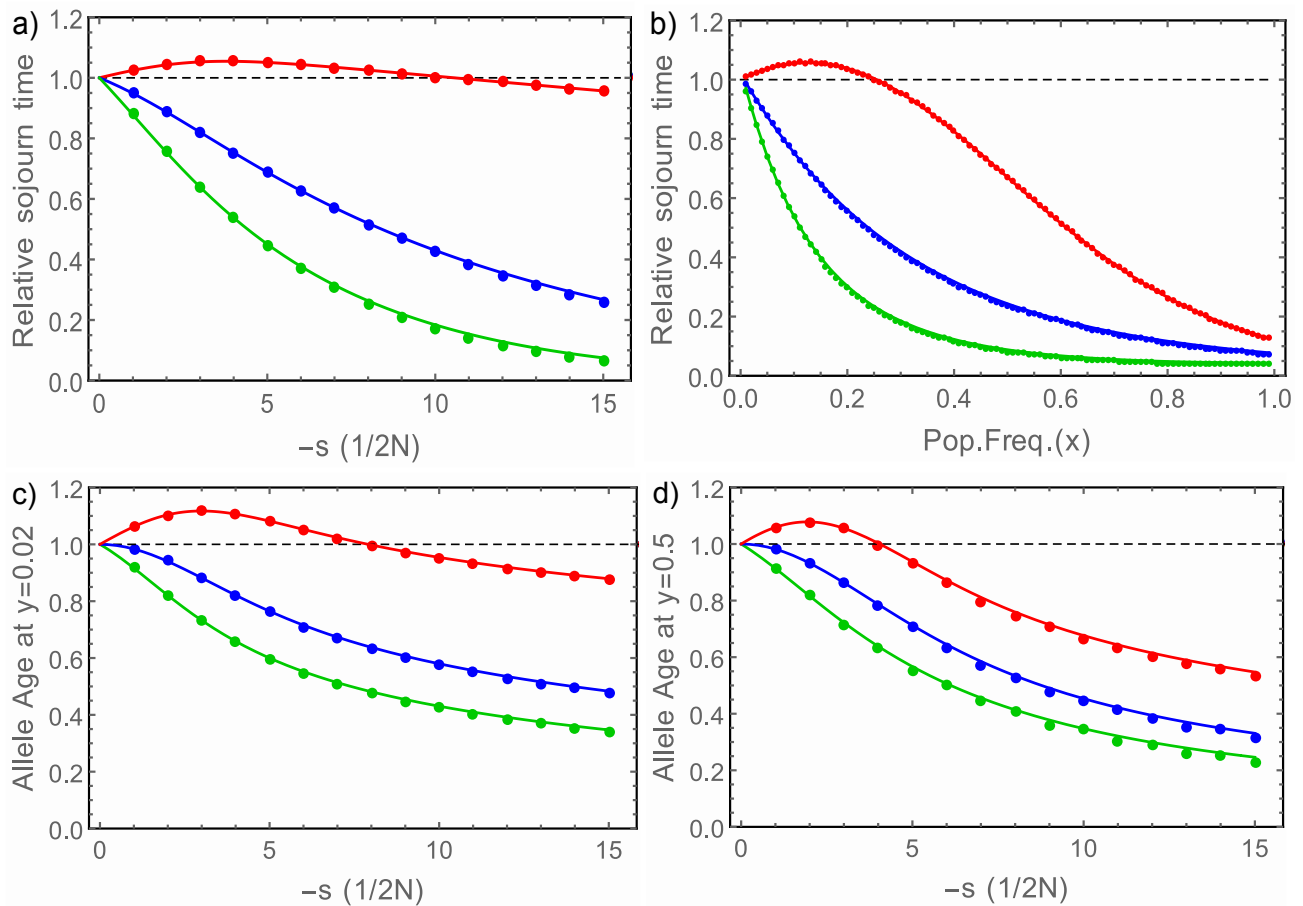 a)
Relative sojourn time
1.2
1.0
0.8
0.6
0.4
0.2
0.0
0 5 10 15
−s (1/2N)
b)
Relative sojourn time
1.2
1.0
0.8
0.6
0.4
0.2
0.0
0.0 0.2 0.4 0.6 0.8 1.0
Pop.Freq.(x)
c)
Allele Age at y=0.02
1.2
1.0
0.8
0.6
0.4
0.2
0.0
0 5 10 15
−s (1/2N)
d)
Allele Age at y=0.5
1.2
1.0
0.8
0.6
0.4
0.2
0.0
0 5 10 15
−s (1/2N)